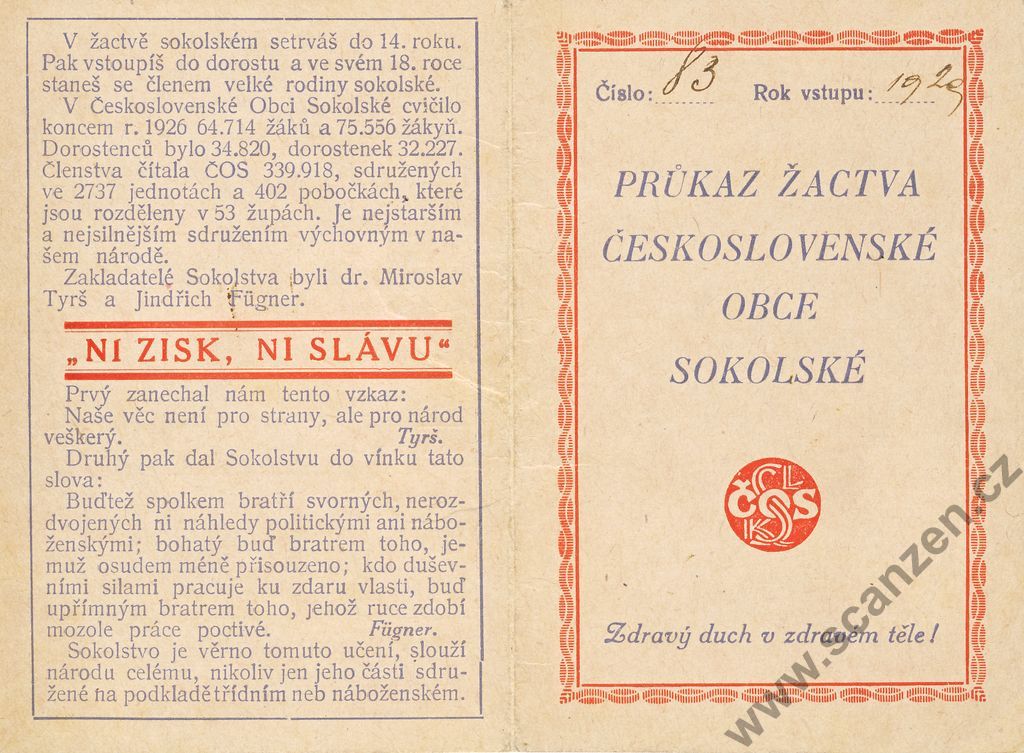 V žactvě sokolském setrváš do 14. roku.
Pak vstoupíš do dorostu a ve svém 18. roce
staneš se členem velké rodiny sokolské.
V Československé Obci Sokolské cvičilo
koncem r. 1926 64.714 žáků a 75.556 žákyň.
Dorostenců bylo 34.820, dorostenek 32.227.
Členstva čítala ČOS 339.918, sdružených
ve 2737 jednotách a 402 pobočkách, které
jsou rozděleny v 53 župách. Je nejstarším
a nejsilnějším sdružením výchovným v na-
šem národě.
Zakladatelé Sokolstva byli dr. Miroslav
Tyrš a Jindřich Fügner.
„NI ZISK, NI SLÁVU“
Prvý zanechal nám tento vzkaz:
Naše věc není pro strany, ale pro národ
veškerý. Tyrš.
Druhý pak dal Sokolstvu do vínku tato
slova:
Buďtež spolkem bratří svorných, neroz-
dvojených ni náhledy politickými ani nábo-
ženskými; bohatý buď bratrem toho, je-
muž osudem méně přisouzeno; kdo dušev-
ními silami pracuje ku zdaru vlasti, buď
upřímným bratrem toho, jehož ruce zdobí
mozole práce poctivé. Fügner.
Sokolstvo je věrno tomuto učení, slouží
národu celému, nikoliv jen jeho části sdru-
žené na podkladě třídním neb náboženském.
Číslo: 83 Rok vstupu: 1929
PRŮKAZ ŽACTVA
ČESKOSLOVENSKÉ
OBCE
SOKOLSKÉ
ČOS
Zdravý duch v zdravém těle!
www.scanzen.cz